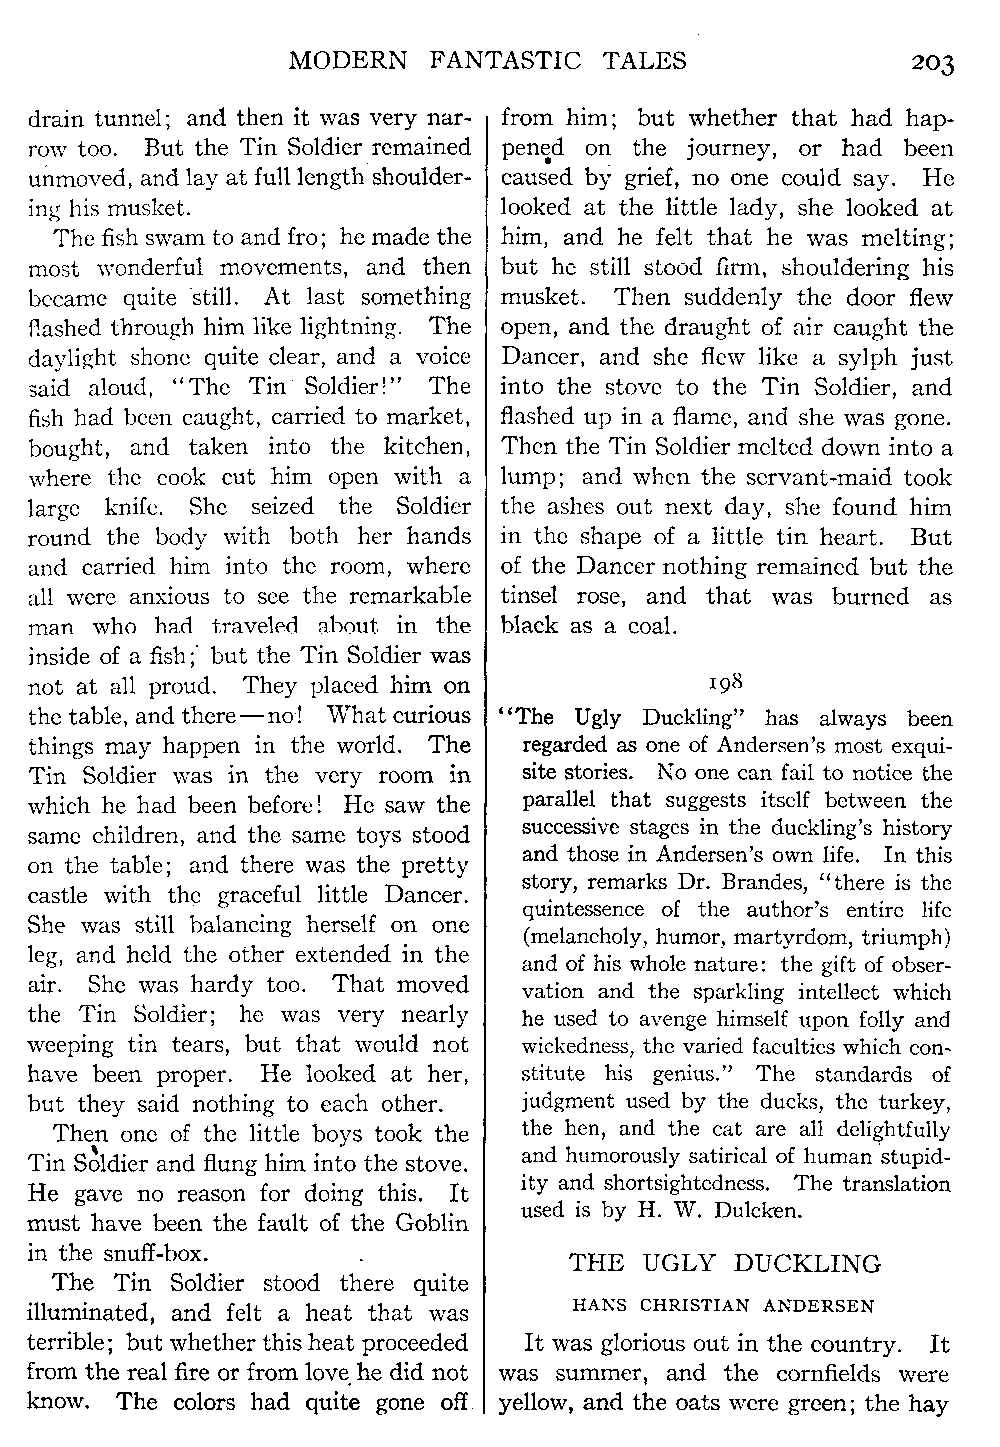 MODERN FANTASTIC TALES 203
drain tunnel; and then it was very nar-
row too. But the Tin Soldier remained
unmoved, and lay at full length shoulder-
ing his musket.
The fish swam to and fro; he made the
most wonderful movements, and then
became quite still. At last something
flashed through him like lightning. The
daylight shone quite clear, and a voice
said aloud, "The Tin Soldier!" The
fish had been caught, carried to market,
bought, and taken into the kitchen,
where the cook cut him open with a
large knife. She seized the Soldier
round the body with both her hands
and carried him into the room, where
all were anxious to see the remarkable
man who had traveled about in the
inside of a fish; but the Tin Soldier was
not at all proud. They placed him on
the table, and there—no! What curious
things may happen in the world. The
Tin Soldier was in the very room in
which he had been before! He saw the
same children, and the same toys stood
on the table; and there was the pretty
castle with the graceful little Dancer.
She was still balancing herself on one
leg, and held the other extended in the
air. She was hardy too. That moved
the Tin Soldier; he was very nearly
weeping tin tears, but that would not
have been proper. He looked at her,
but they said nothing to each other.
Then one of the little boys took the
Tin Soldier and flung him into the stove.
He gave no reason for doing this. It
must have been the fault of the Goblin
in the snuff-box.
The Tin Soldier stood there quite
illuminated, and felt a heat that was
terrible; but whether this heat proceeded
from the real fire or from love he did not
know. The colors had quite gone off
from him; but whether that had hap-
pened on the journey, or had been
caused by grief, no one could say. He
looked at the little lady, she looked at
him, and he felt that he was melting;
but he still stood firm, shouldering his
musket. Then suddenly the door flew
open, and the draught of air caught the
Dancer, and she flew like a sylph just
into the stove to the Tin Soldier, and
flashed up in a flame, and she was gone.
Then the Tin Soldier melted down into a
lump; and when the servant-maid took
the ashes out next day, she found him
in the shape of a little tin heart. But
of the Dancer nothing remained but the
tinsel rose, and that was burned as
black as a coal.
198
"The Ugly Duckling" has always been
regarded as one of Andersen's most exqui-
site stories. No one can fail to notice the
parallel that suggests itself between the
successive stages in the duckling's history
and those in Andersen's own life. In this
story, remarks Dr. Brandes, "there is the
quintessence of the author's entire life
(melancholy, humor, martyrdom, triumph)
and of his whole nature: the gift of obser-
vation and the sparkling intellect which
he used to avenge himself upon folly and
wickedness, the varied faculties which con-
stitute his genius." The standards of
judgment used by the ducks, the turkey,
the hen, and the cat are all delightfully
and humorously satirical of human stupid-
ity and shortsightedness. The translation
used is by H. W. Dulcken.
THE UGLY DUCKLING
HANS CHRISTIAN ANDERSEN
It was glorious out in the country. It
was summer, and the cornfields were
yellow, and the oats were green; the hay